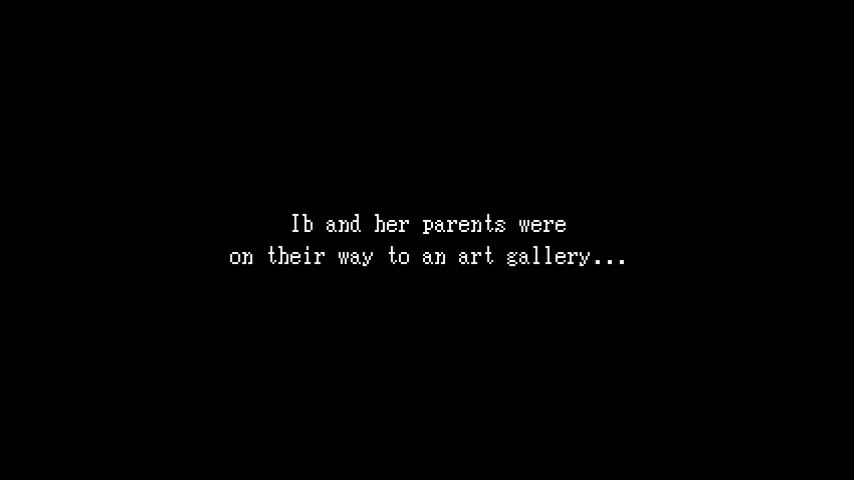 Ib and her parents were
on their way to an art gallery...